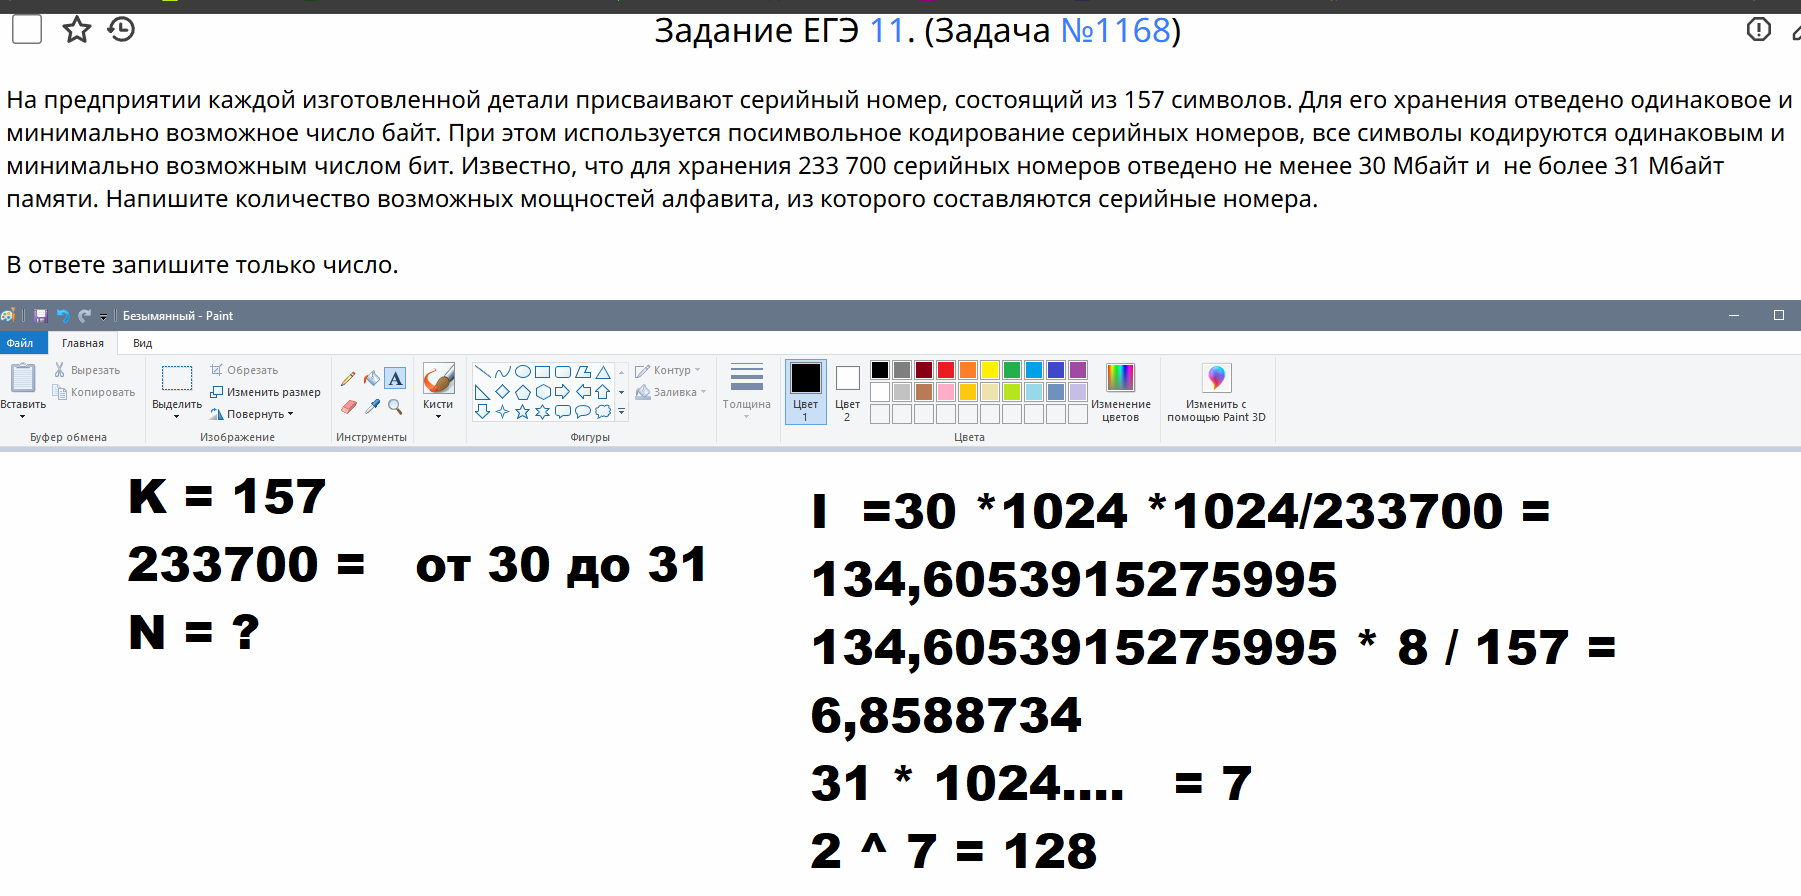 Задание ЕГЭ 11. (Задача №1168)
На предприятии каждой изготовленной детали присваивают серийный номер, состоящий из 157 символов. Для его хранения отведено одинаковое и
минимально возможное число байт. При этом используется посимвольное кодирование серийных номеров, все символы кодируются одинаковым и
минимально возможным числом бит. Известно, что для хранения 233 700 серийных номеров отведено не менее 30 Мбайт и  не более 31 Мбайт
памяти. Напишите количество возможных мощностей алфавита, из которого составляются серийные номера.
В ответе запишите только число.
Безымянный - Paint
Файл Главная Вид
Вставить
Вырезать
Копировать
Буфер обмена
Выделить
Обрезать
Изменить размер
Повернуть
Изображение
A
Инструменты
Кисти
Контур
Заливка
Фигуры
Толщина
Цвет
1
Цвет
2
Цвета
Изменение
цветов
Изменить с
помощью Paint 3D
K = 157
233700 =   от 30 до 31
N = ?
I  =30 *1024 *1024/233700 =
134,6053915275995
134,6053915275995 * 8 / 157 =
6,8588734
31 * 1024....   = 7
2 ^ 7 = 128